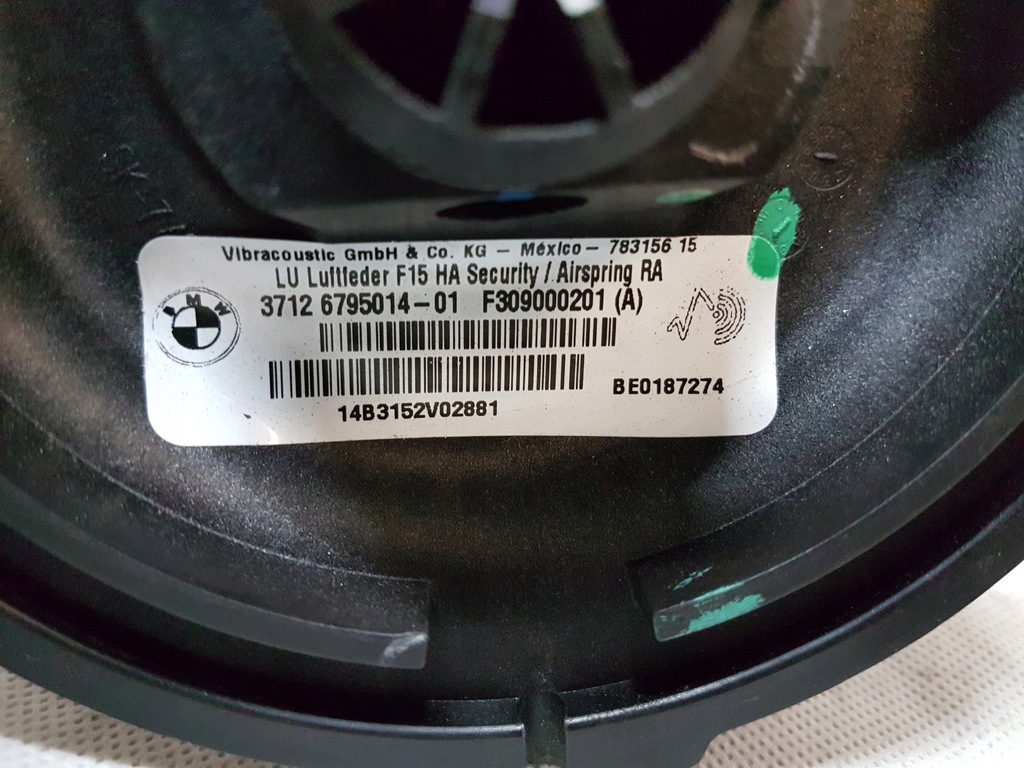 Vibracoustic GmbH & Co. KG – México – 783156 15
LU Luftfeder F15 HA Security / Airspring RA
3712 6795014-01 F309000201 (A)
BMW
BE0187274
14B3152V02881